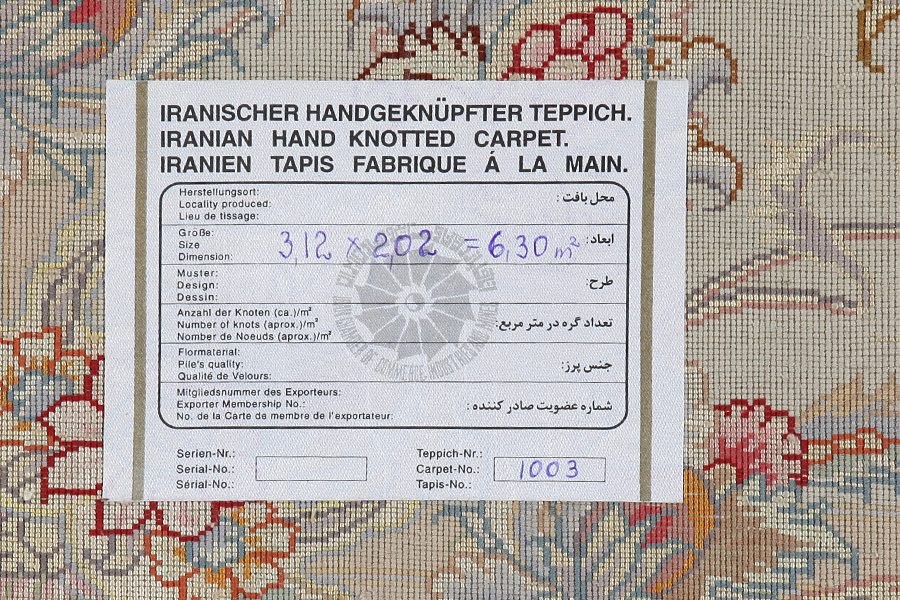 IRANISCHER HANDGEKNÜPFTER TEPPICH.
IRANIAN HAND KNOTTED CARPET.
IRANIEN TAPIS FABRIQUE Á LA MAIN.
Herstellungsort:
Locality produced:
Lieu de tissage:
محل بافت :
Größe:
Size
Dimension:
3,12 × 2,02 = 6,30 m²
ابعاد:
Muster:
Design:
Dessin:
طرح:
Anzahl der Knoten (ca.)/m²
Number of knots (aprox.)/m²
Nomber de Noeuds (aprox.)/m²
تعداد گره در متر مربع:
Flormaterial:
Pile's quality:
Qualité de Velours:
جنس پرز:
Mitgliedsnummer des Exporteurs:
Exporter Membership No.:
No. de la Carte de membre de l'exportateur:
شماره عضویت صادر کننده :
Serien-Nr.:
Serial-No.:
Sérial-No.:
Teppich-Nr.:
Carpet-No.:
Tapis-No.:
1003